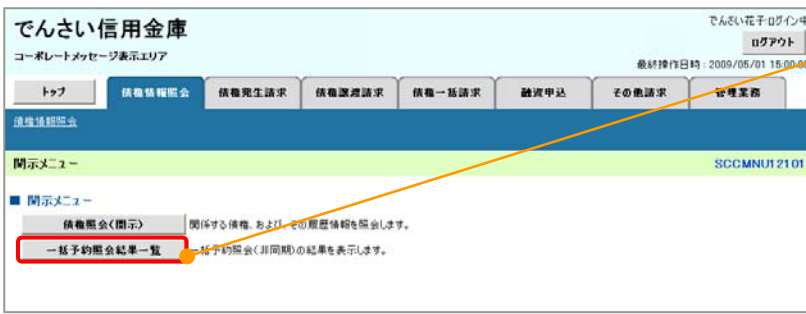 でんさい信用金庫
コーポレートメッセージ表示エリア
でんさい花子ログイン中
ログアウト
最終操作日時：2009/05/01 15:00:00
トップ
債権情報照会
債権発生請求
債権譲渡請求
債権一括請求
融資申込
その他請求
管理業務
債権情報照会
開示メニュー
SCCMNU12101
■ 開示メニュー
債権照会（開示）
関係する債権、および、その履歴情報を照会します。
一括予約照会結果一覧
一括予約照会（非同期）の結果を表示します。